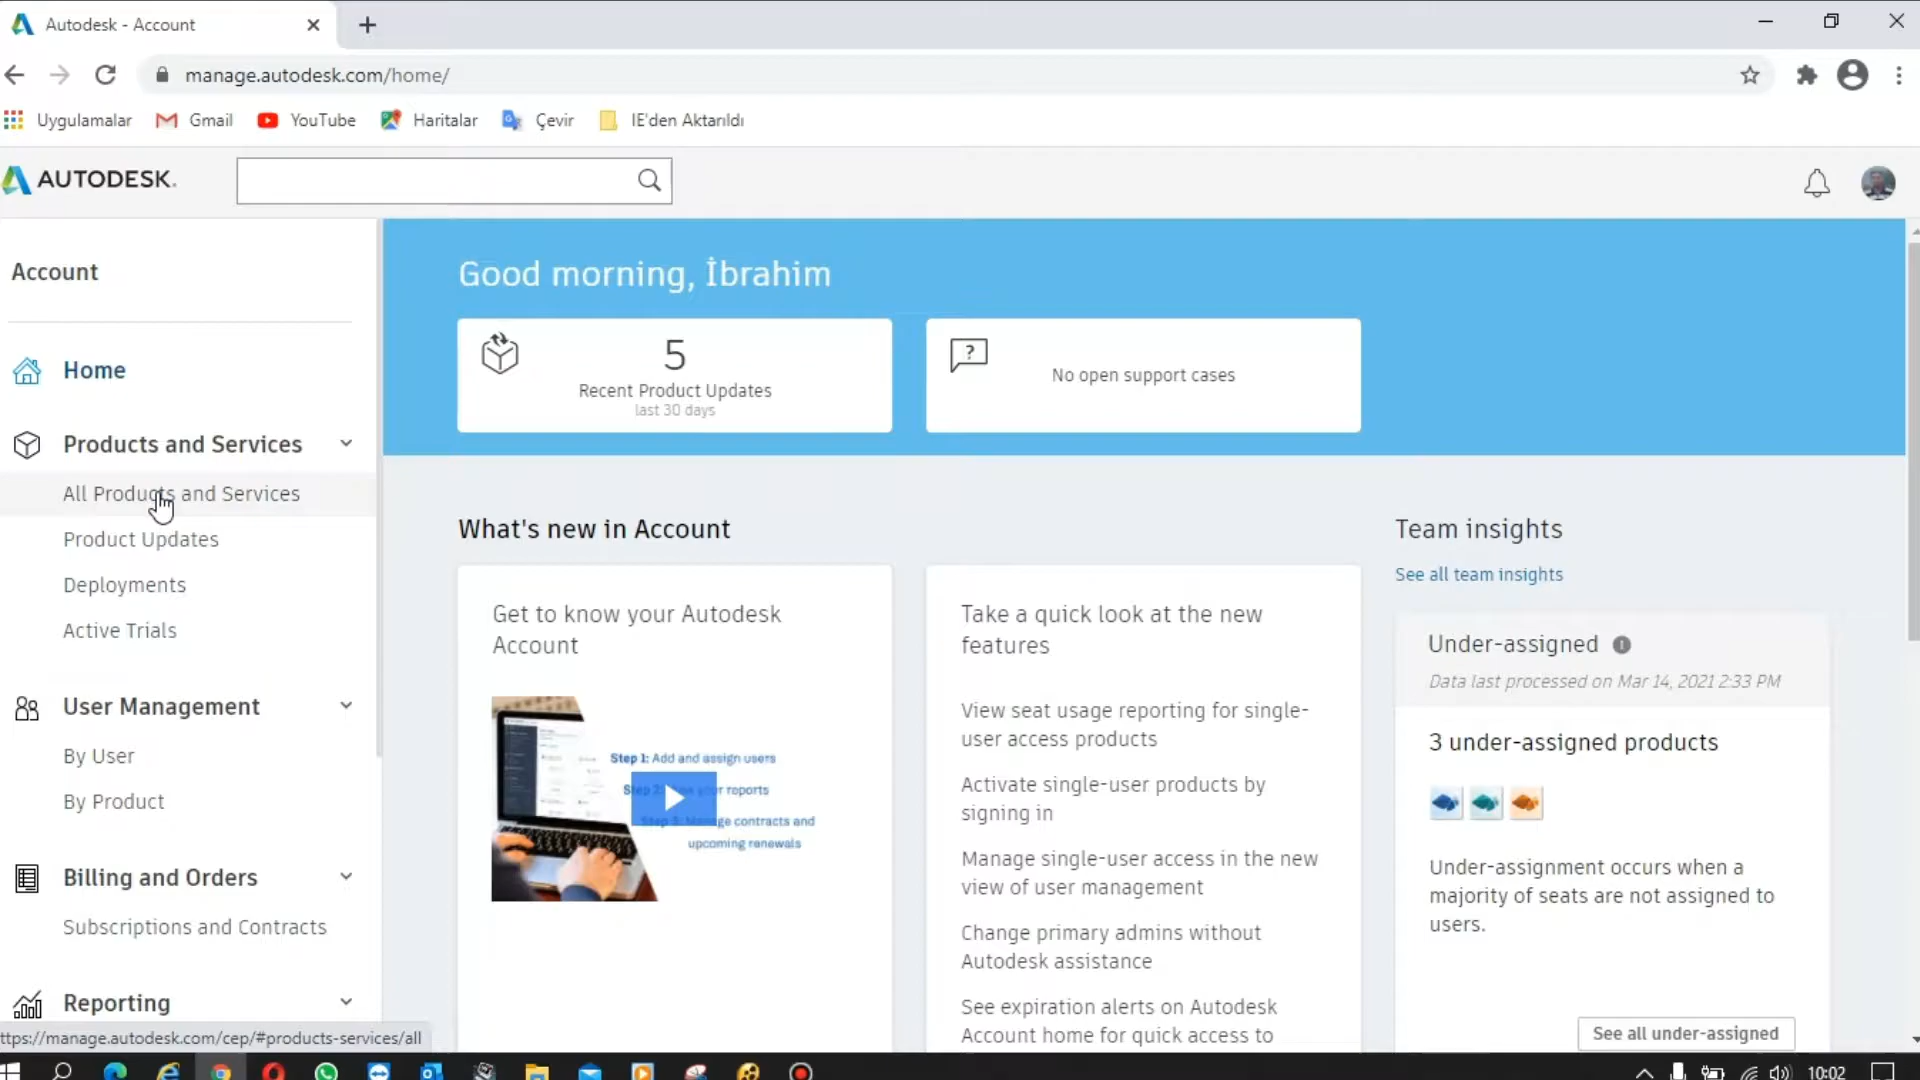 Autodesk - Account
manage.autodesk.com/home/
Uygulamalar Gmail YouTube Haritalar Çevir IE'den Aktarıldı
AUTODESK.
Account
Home
Products and Services
All Products and Services
Product Updates
Deployments
Active Trials
User Management
By User
By Product
Billing and Orders
Subscriptions and Contracts
Reporting
ttps://manage.autodesk.com/cep/#products-services/all
Good morning, İbrahim
5
Recent Product Updates
last 30 days
No open support cases
What's new in Account
Get to know your Autodesk
Account
Step 1: Add and assign users
Step 2: your reports
Step 3: Manage contracts and
upcoming renewals
Take a quick look at the new
features
View seat usage reporting for single-
user access products
Activate single-user products by
signing in
Manage single-user access in the new
view of user management
Change primary admins without
Autodesk assistance
See expiration alerts on Autodesk
Account home for quick access to
Team insights
See all team insights
Under-assigned
Data last processed on Mar 14, 2021 2:33 PM
3 under-assigned products
Under-assignment occurs when a
majority of seats are not assigned to
users.
See all under-assigned
10:02